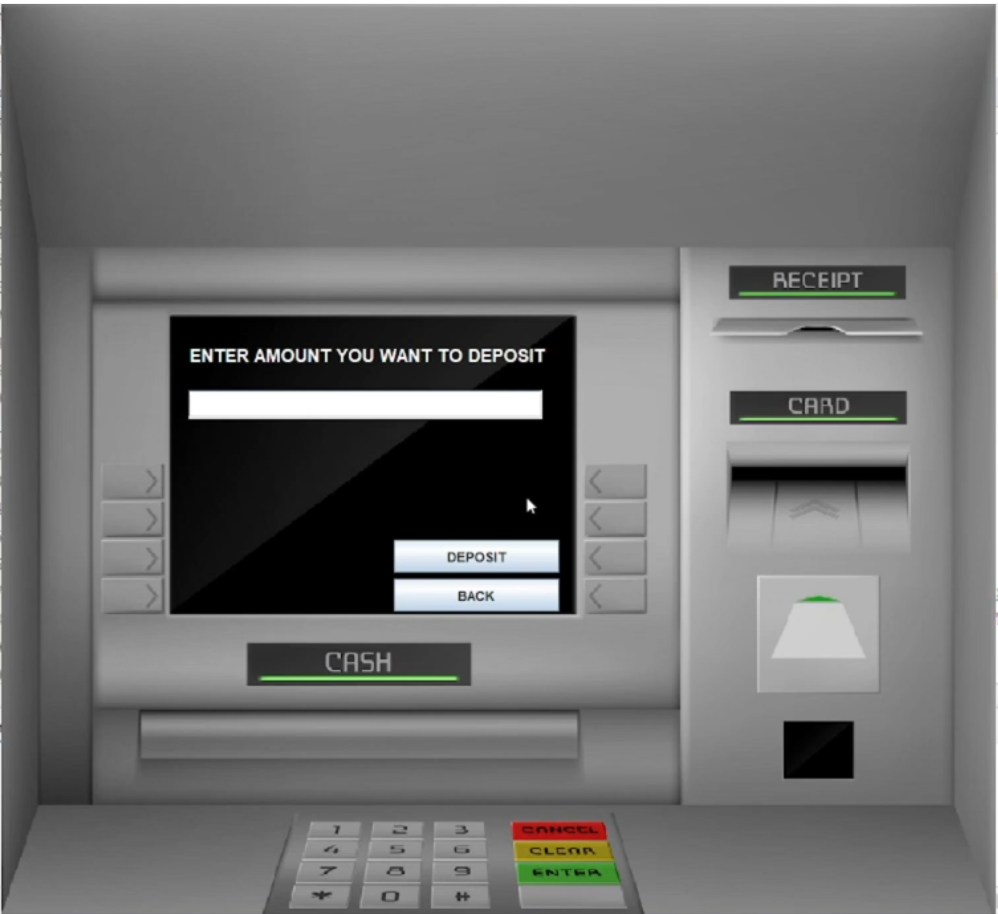 RECEIPT
ENTER AMOUNT YOU WANT TO DEPOSIT
CARD
DEPOSIT
BACK
CASH
1 2 3 CANCEL
4 5 6 CLEAR
7 8 9 ENTER
* 0 #